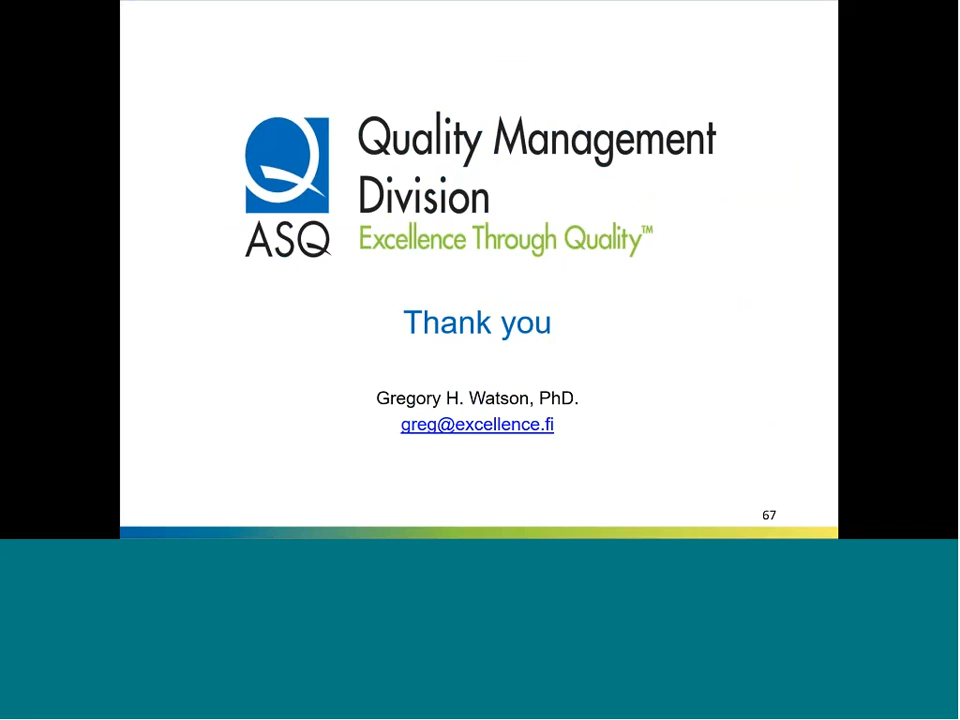 Quality Management
Division
ASQ
Excellence Through Quality™
Thank you
Gregory H. Watson, PhD.
greg@excellence.fi
67